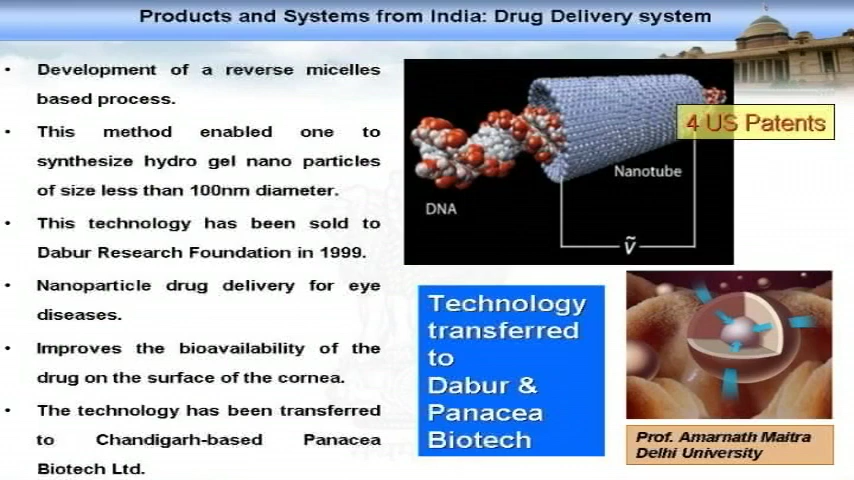 Products and Systems from India: Drug Delivery system
• Development of a reverse micelles
based process.
• This method enabled one to
synthesize hydro gel nano particles
of size less than 100nm diameter.
• This technology has been sold to
Dabur Research Foundation in 1999.
• Nanoparticle drug delivery for eye
diseases.
• Improves the bioavailability of the
drug on the surface of the cornea.
• The technology has been transferred
to Chandigarh-based Panacea
Biotech Ltd.
4 US Patents
Nanotube
DNA
ṽ
Technology
transferred
to
Dabur &
Panacea
Biotech
Prof. Amarnath Maitra
Delhi University